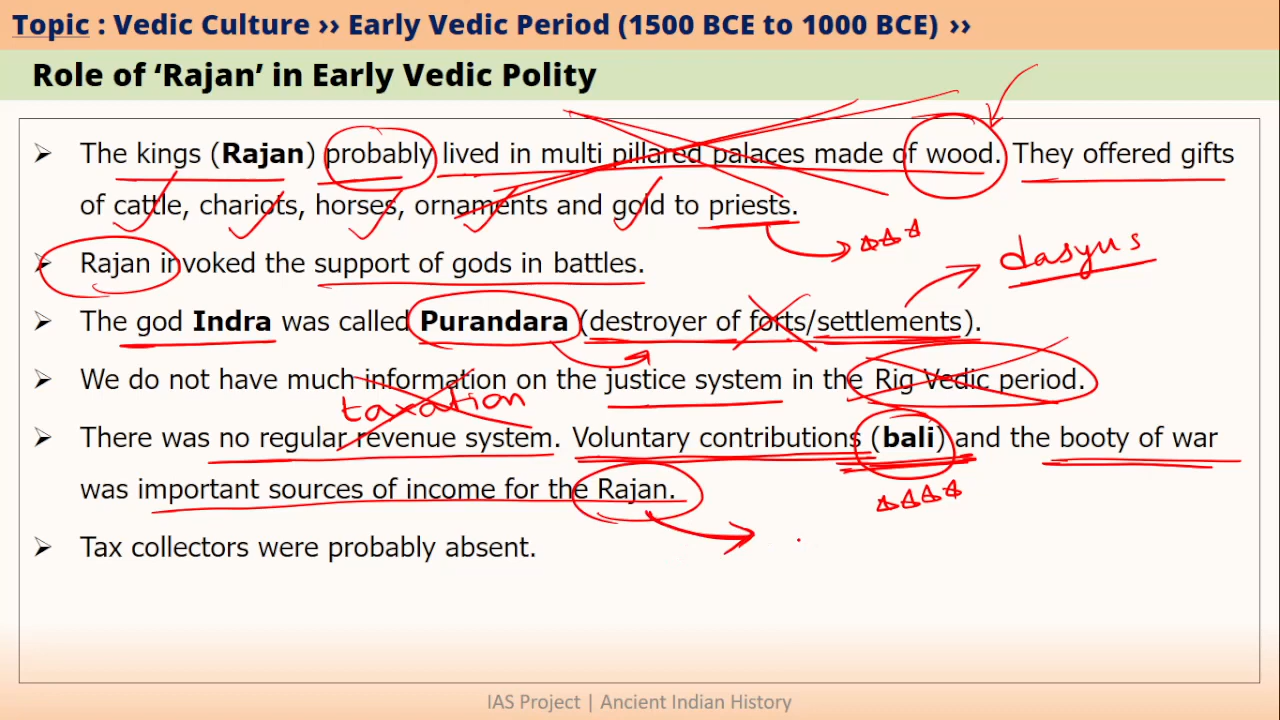 Topic : Vedic Culture ›› Early Vedic Period (1500 BCE to 1000 BCE) ››
Role of ‘Rajan’ in Early Vedic Polity
➢ The kings (Rajan) probably lived in multi pillared palaces made of wood. They offered gifts
of cattle, chariots, horses, ornaments and gold to priests.
➢ Rajan invoked the support of gods in battles.
dasyus
➢ The god Indra was called Purandara (destroyer of forts/settlements).
➢ We do not have much information on the justice system in the Rig Vedic period.
taxation
➢ There was no regular revenue system. Voluntary contributions (bali) and the booty of war
was important sources of income for the Rajan.
➢ Tax collectors were probably absent.
IAS Project | Ancient Indian History